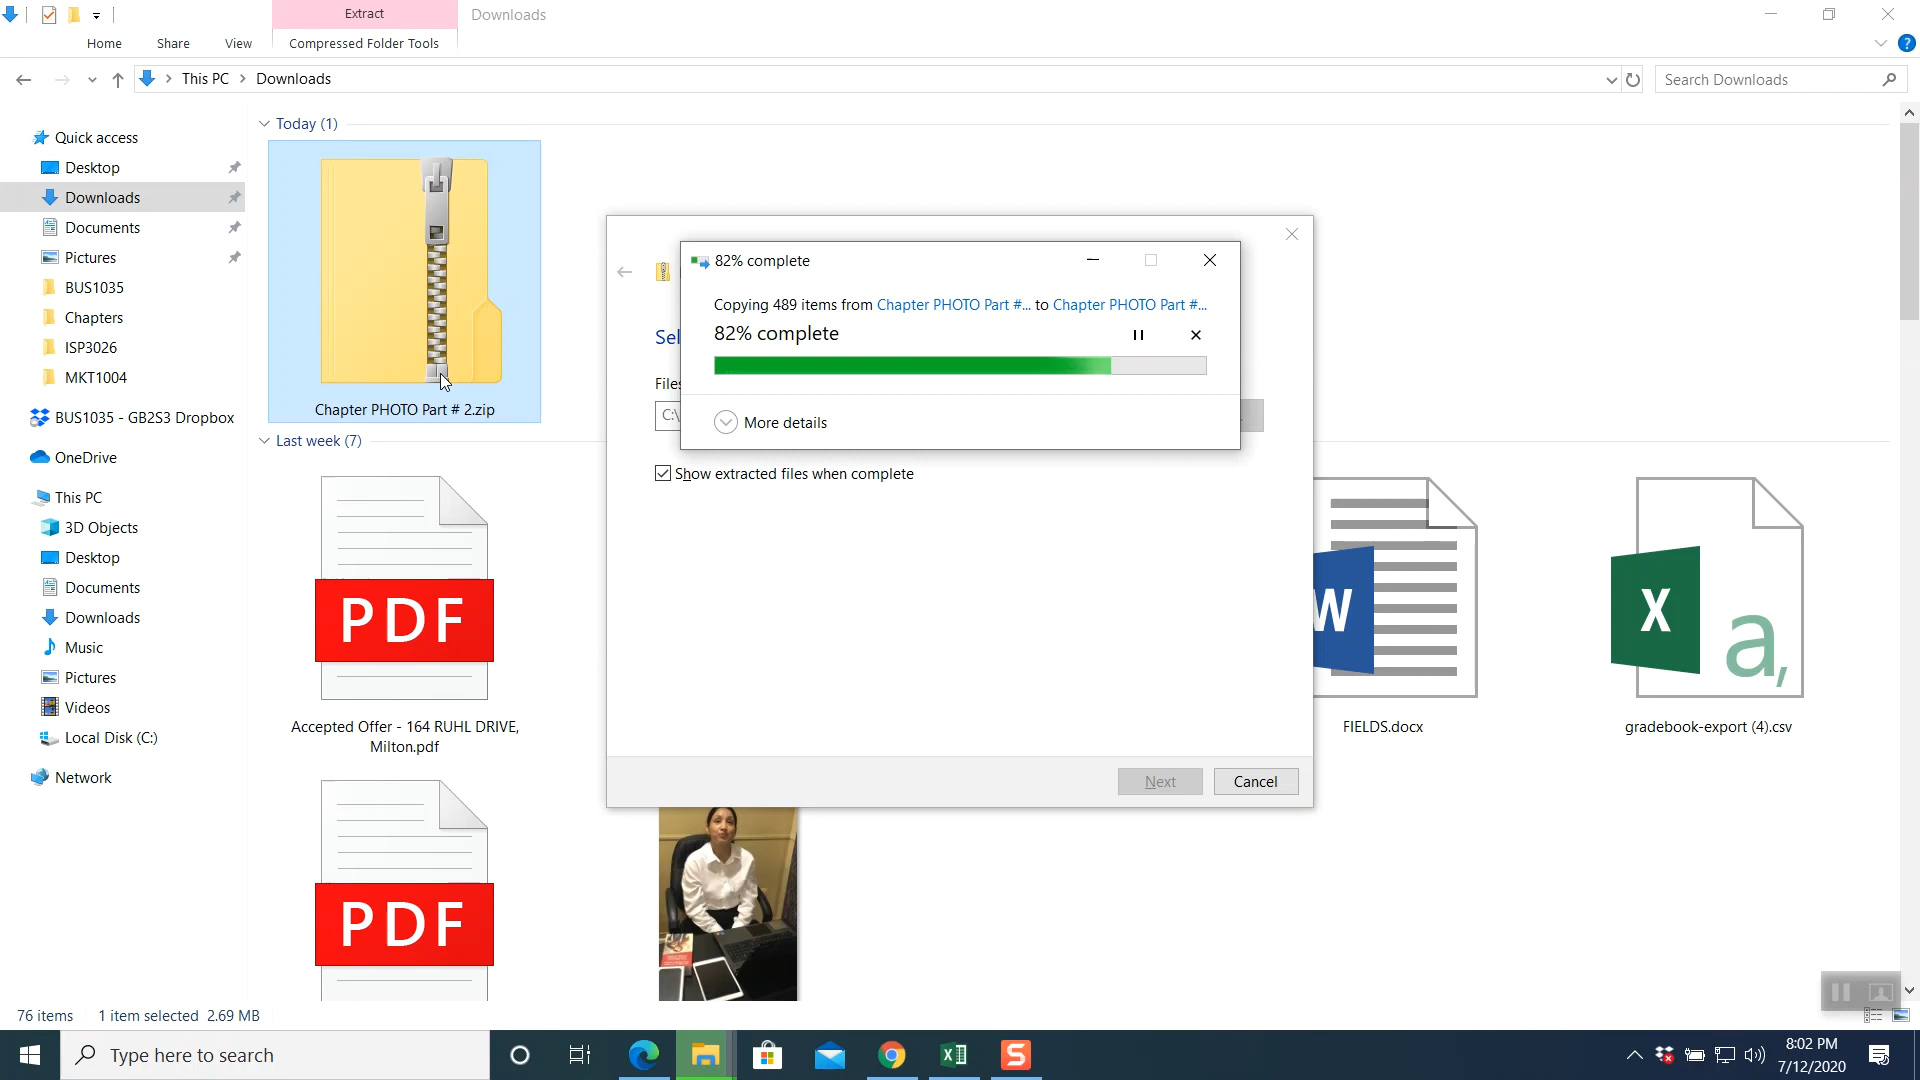 Extract
Downloads
Home
Share
View
Compressed Folder Tools
This PC
Downloads
Search Downloads
Quick access
Desktop
Downloads
Documents
Pictures
BUS1035
Chapters
ISP3026
MKT1004
BUS1035 - GB2S3 Dropbox
OneDrive
This PC
3D Objects
Desktop
Documents
Downloads
Music
Pictures
Videos
Local Disk (C:)
Network
Today (1)
Chapter PHOTO Part # 2.zip
Last week (7)
PDF
Accepted Offer - 164 RUHL DRIVE,
Milton.pdf
PDF
82% complete
Copying 489 items from Chapter PHOTO Part #... to Chapter PHOTO Part #...
82% complete
More details
Sel
Files
C:\
Show extracted files when complete
Next
Cancel
W
FIELDS.docx
X
a,
gradebook-export (4).csv
76 items
1 item selected 2.69 MB
Type here to search
S
8:02 PM
7/12/2020